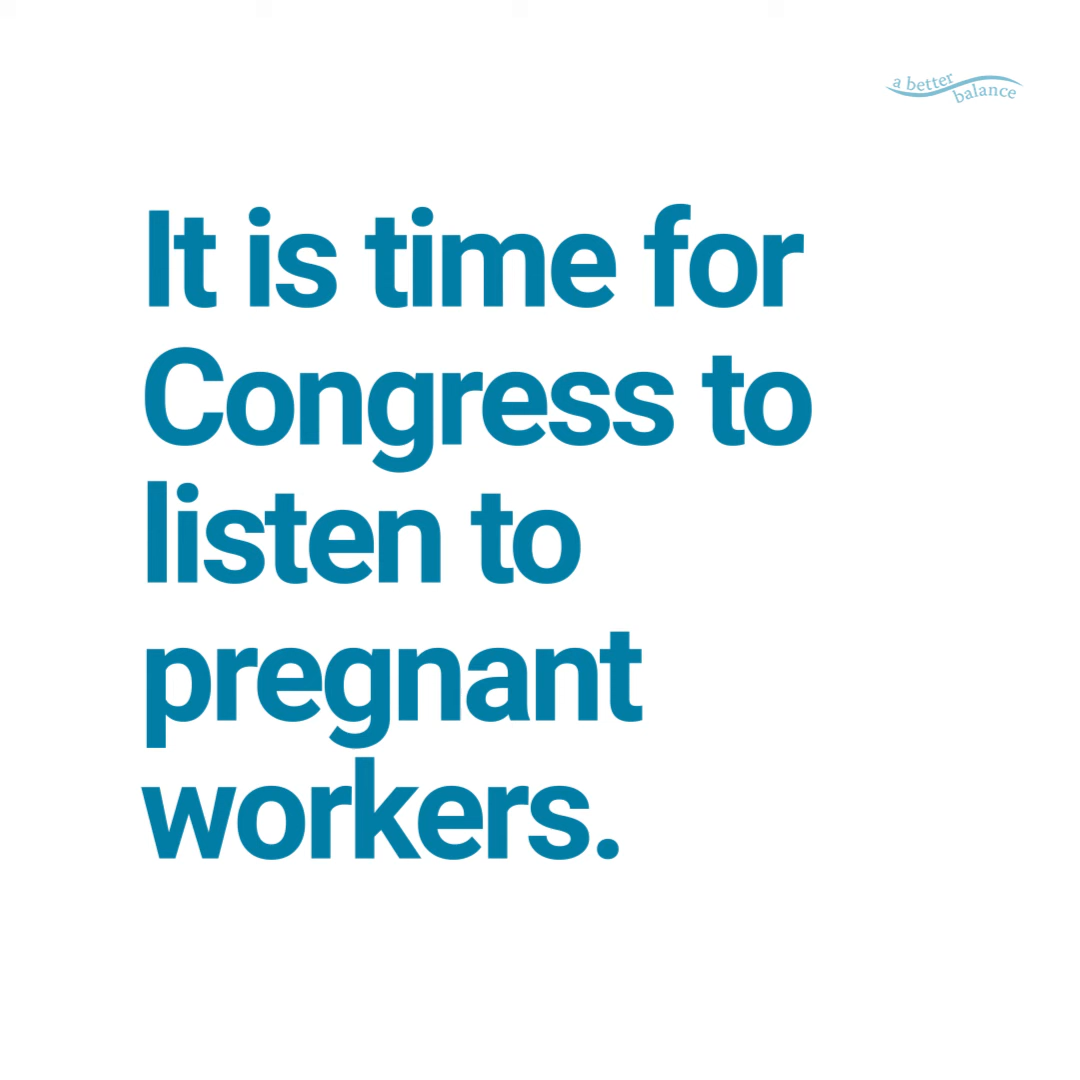 a better
balance
It is time for
Congress to
listen to
pregnant
workers.